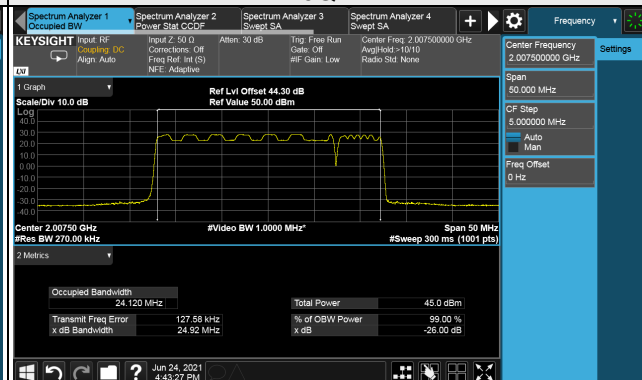 Spectrum Analyzer 1
Occupied BW
Spectrum Analyzer 2
Power Stat CCDF
Spectrum Analyzer 3
Swept SA
Spectrum Analyzer 4
Swept SA
Frequency
KEYSIGHT
Input: RF
Coupling: DC
Align: Auto
Input Z: 50 Ω
Corrections: Off
Freq Ref: Int (S)
NFE: Adaptive
Atten: 30 dB
Trig: Free Run
Gate: Off
#IF Gain: Low
Center Freq: 2.007500000 GHz
Avg|Hold:>10/10
Radio Std: None
LXI
Center Frequency
2.007500000 GHz
Settings
Span
50.000 MHz
CF Step
5.000000 MHz
Auto
Man
Freq Offset
0 Hz
1 Graph
Scale/Div 10.0 dB
Ref Lvl Offset 44.30 dB
Ref Value 50.00 dBm
Log
40.0
30.0
20.0
10.0
0.00
-10.0
-20.0
-30.0
-40.0
Center 2.00750 GHz
#Res BW 270.00 kHz
#Video BW 1.0000 MHz*
Span 50 MHz
#Sweep 300 ms (1001 pts)
2 Metrics
Occupied Bandwidth
24.120 MHz
Total Power 45.0 dBm
Transmit Freq Error 127.58 kHz
% of OBW Power 99.00 %
x dB Bandwidth 24.92 MHz
x dB -26.00 dB
?
Jun 24, 2021
4:43:27 PM